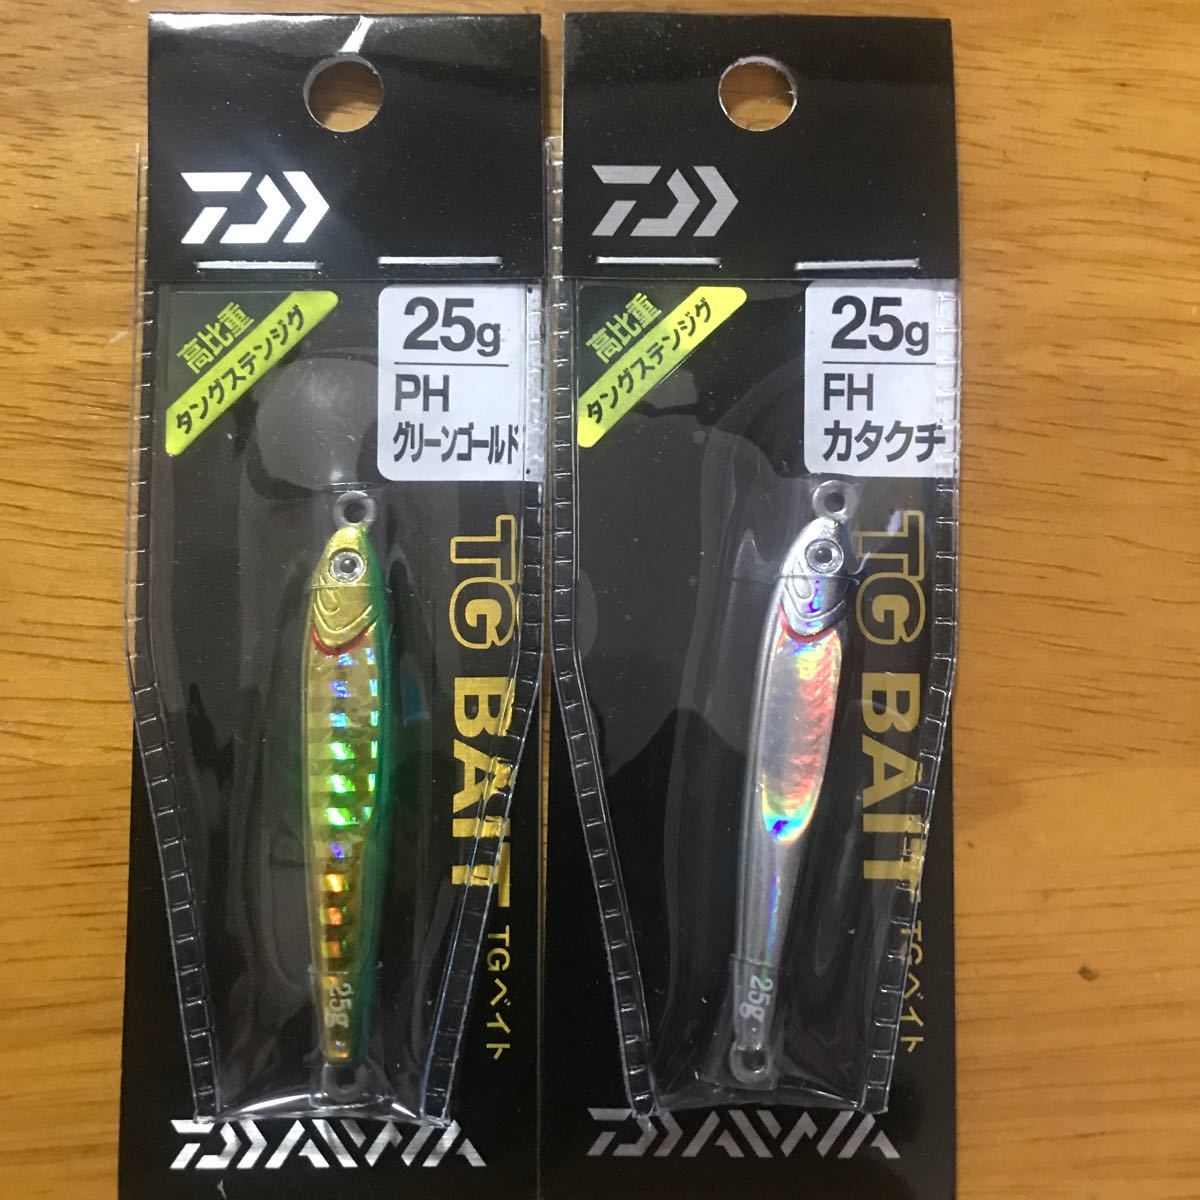 高比重
タングステンジグ
25g
PH
グリーンゴールド
TG BAIT TGベイト
25g
DAIWA
高比重
タングステンジグ
25g
FH
カタクチ
TG BAIT TGベイト
25g
DAIWA